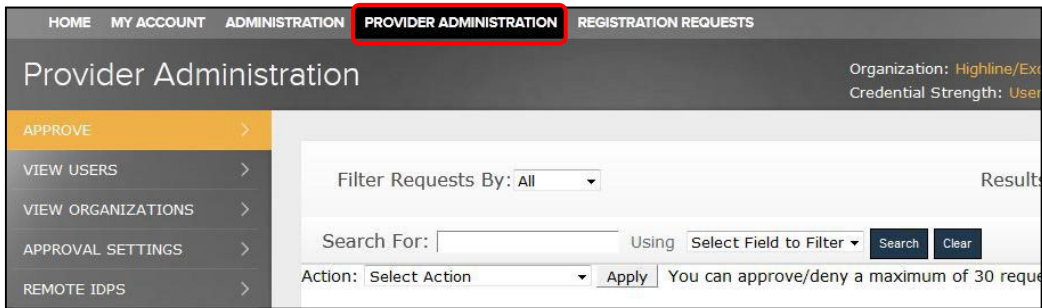 HOME MY ACCOUNT ADMINISTRATION PROVIDER ADMINISTRATION REGISTRATION REQUESTS
Provider Administration
Organization: Highline/Exo
Credential Strength: User
APPROVE
VIEW USERS
VIEW ORGANIZATIONS
APPROVAL SETTINGS
REMOTE IDPS
Filter Requests By: All
Results
Search For: Using Select Field to Filter Search Clear
Action: Select Action Apply You can approve/deny a maximum of 30 reque